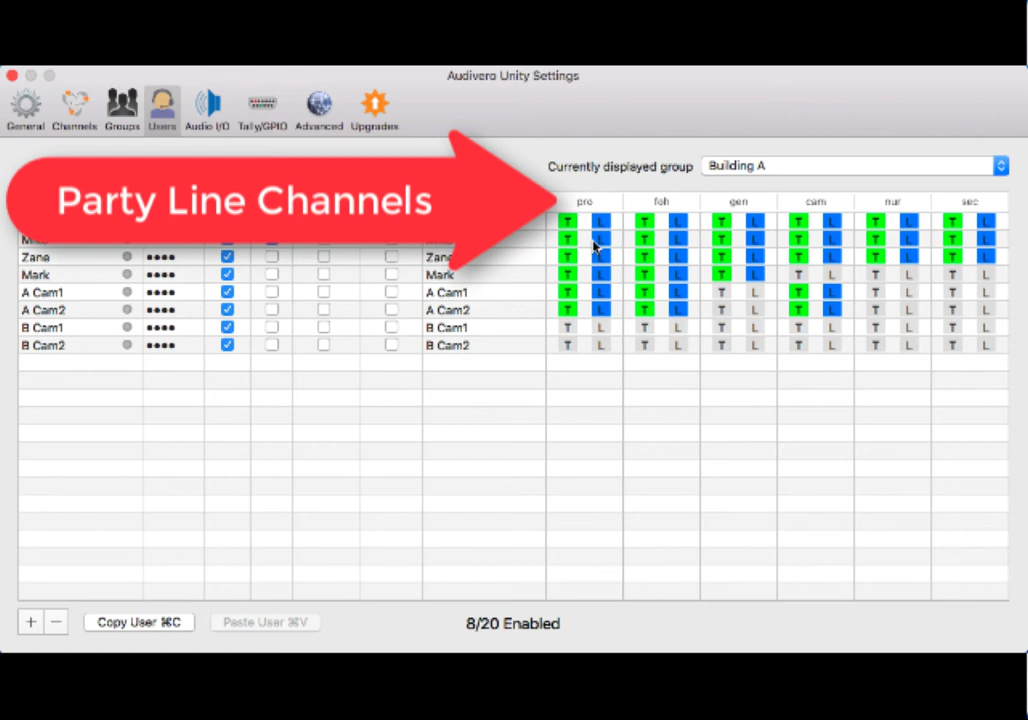 Audivero Unity Settings
General Channels Groups Users Audio I/O Tally/GPIO Advanced Upgrades
Currently displayed group Building A
Party Line Channels
pro foh gen cam nur sec
T L T L T L T L T L T L
T L T L T L T L T L T L
Zane •••• Zane T L T L T L T L T L T L
Mark •••• Mark T L T L T L T L T L T L
A Cam1 •••• A Cam1 T L T L T L T L T L T L
A Cam2 •••• A Cam2 T L T L T L T L T L T L
B Cam1 •••• B Cam1 T L T L T L T L T L T L
B Cam2 •••• B Cam2 T L T L T L T L T L T L
+ − Copy User ⌘C Paste User ⌘V 8/20 Enabled